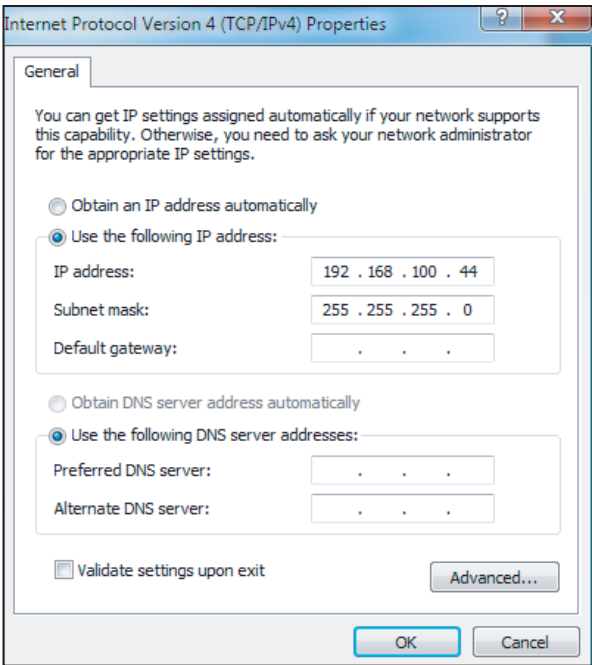 Internet Protocol Version 4 (TCP/IPv4) Properties
?
X
General
You can get IP settings assigned automatically if your network supports
this capability. Otherwise, you need to ask your network administrator
for the appropriate IP settings.
Obtain an IP address automatically
Use the following IP address:
IP address: 192 . 168 . 100 . 44
Subnet mask: 255 . 255 . 255 . 0
Default gateway: . . .
Obtain DNS server address automatically
Use the following DNS server addresses:
Preferred DNS server: . . .
Alternate DNS server: . . .
Validate settings upon exit
Advanced...
OK Cancel